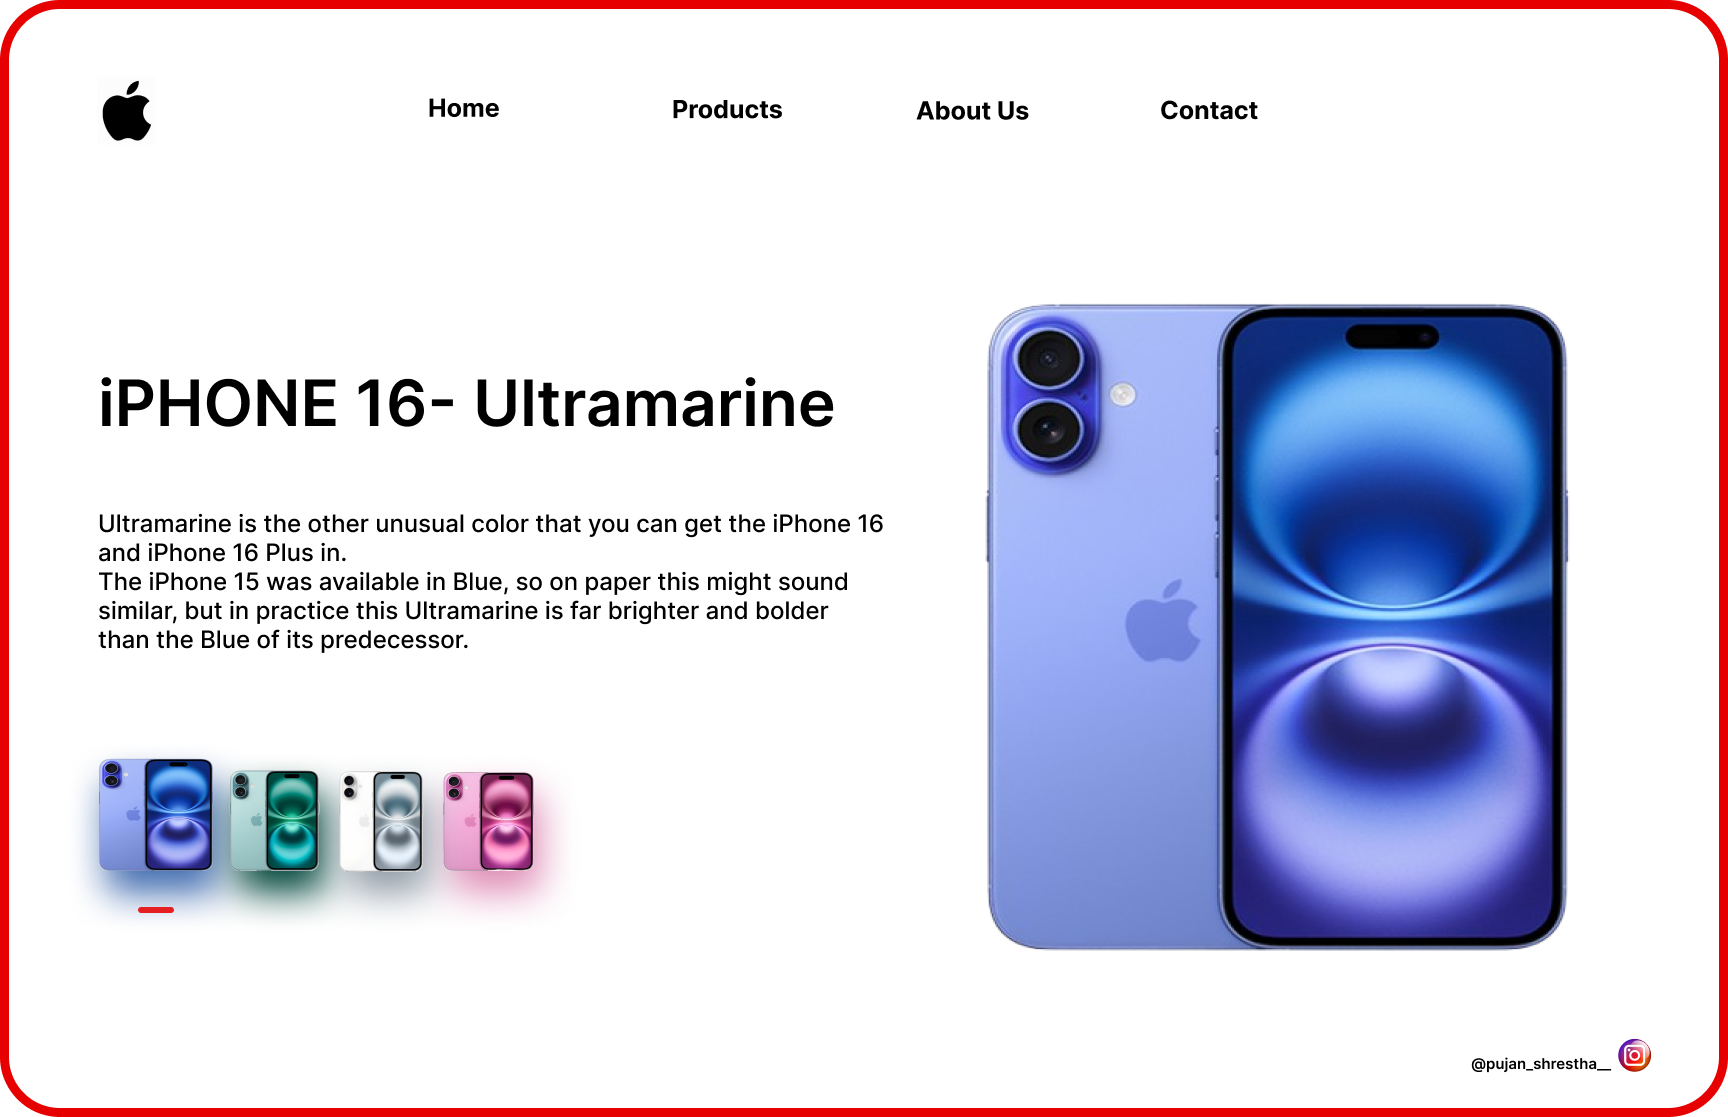 Home
Products
About Us
Contact
iPHONE 16- Ultramarine
Ultramarine is the other unusual color that you can get the iPhone 16
and iPhone 16 Plus in.
The iPhone 15 was available in Blue, so on paper this might sound
similar, but in practice this Ultramarine is far brighter and bolder
than the Blue of its predecessor.
@pujan_shrestha__